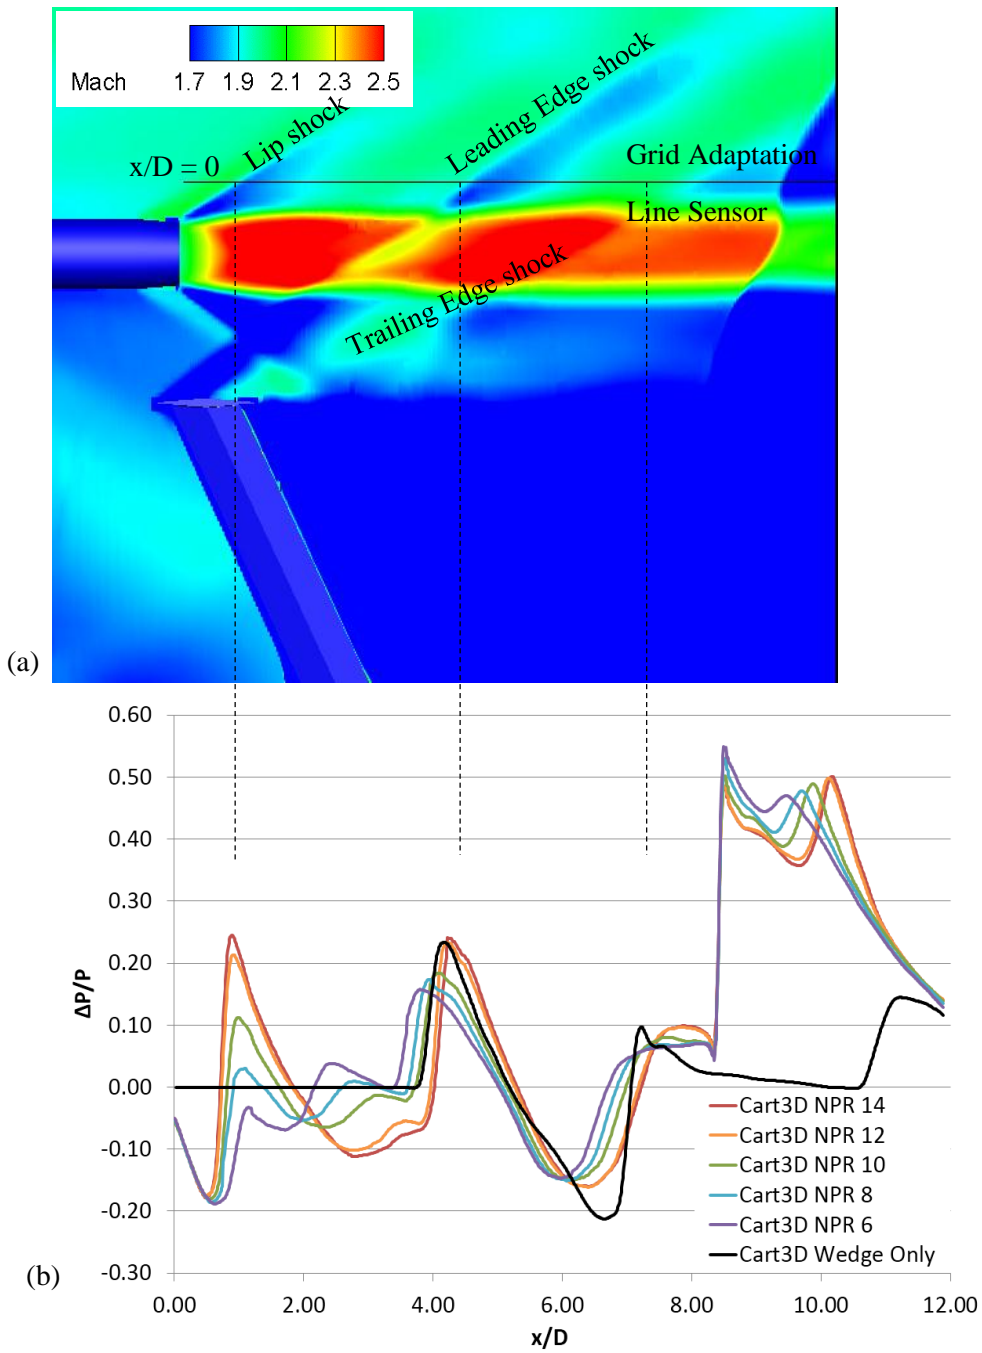 Mach
1.7 1.9 2.1 2.3 2.5
Lip shock
Leading Edge shock
x/D = 0
Grid Adaptation
Line Sensor
Trailing Edge shock
(a)
0.60
0.50
0.40
0.30
0.20
0.10
0.00
-0.10
-0.20
-0.30
ΔP/P
Cart3D NPR 14
Cart3D NPR 12
Cart3D NPR 10
Cart3D NPR 8
Cart3D NPR 6
Cart3D Wedge Only
(b)
0.00 2.00 4.00 6.00 8.00 10.00 12.00
x/D